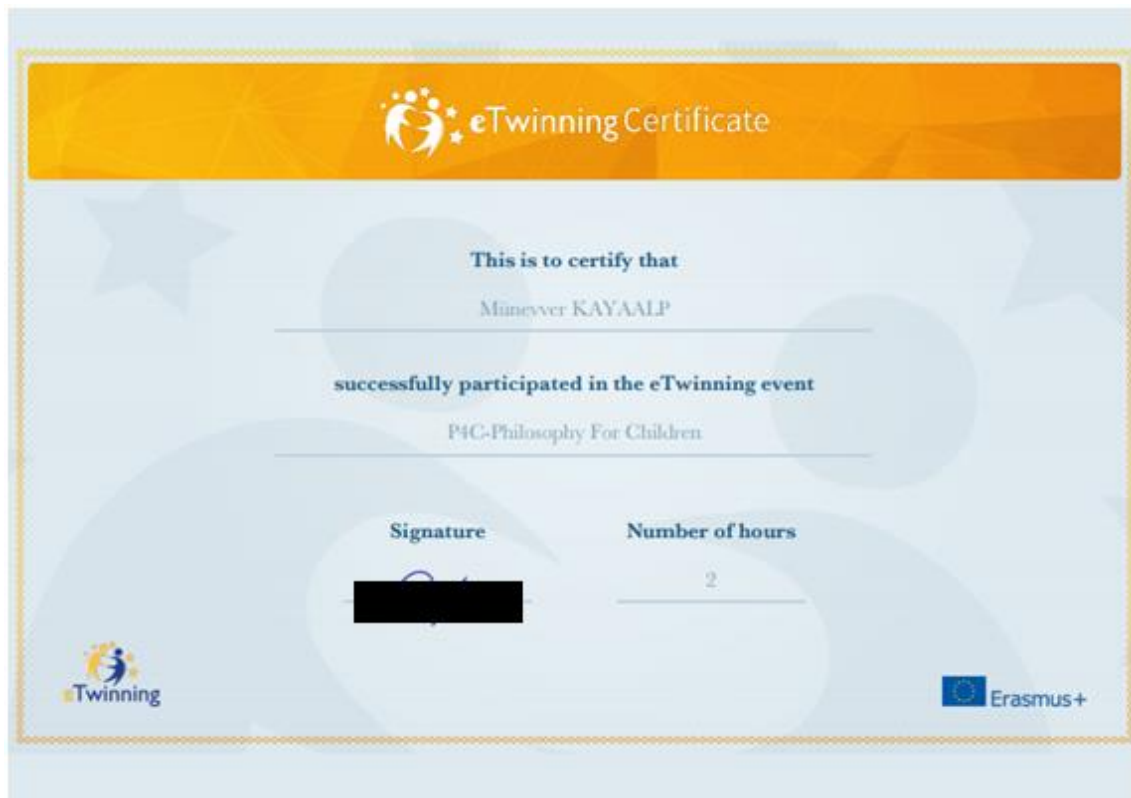 eTwinning Certificate
This is to certify that
Münevver KAYAALP
successfully participated in the eTwinning event
P4C-Philosophy For Children
Signature Number of hours
2
eTwinning
Erasmus+